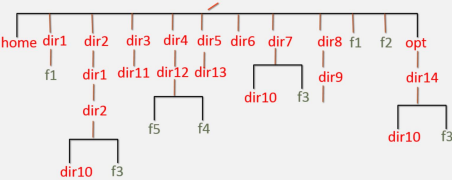 /
home dir1 dir2 dir3 dir4 dir5 dir6 dir7 dir8 f1 f2 opt
f1 dir1 dir11 dir12 dir13 dir9 dir14
dir10 f3
dir2
f5 f4
dir10 f3
dir10 f3